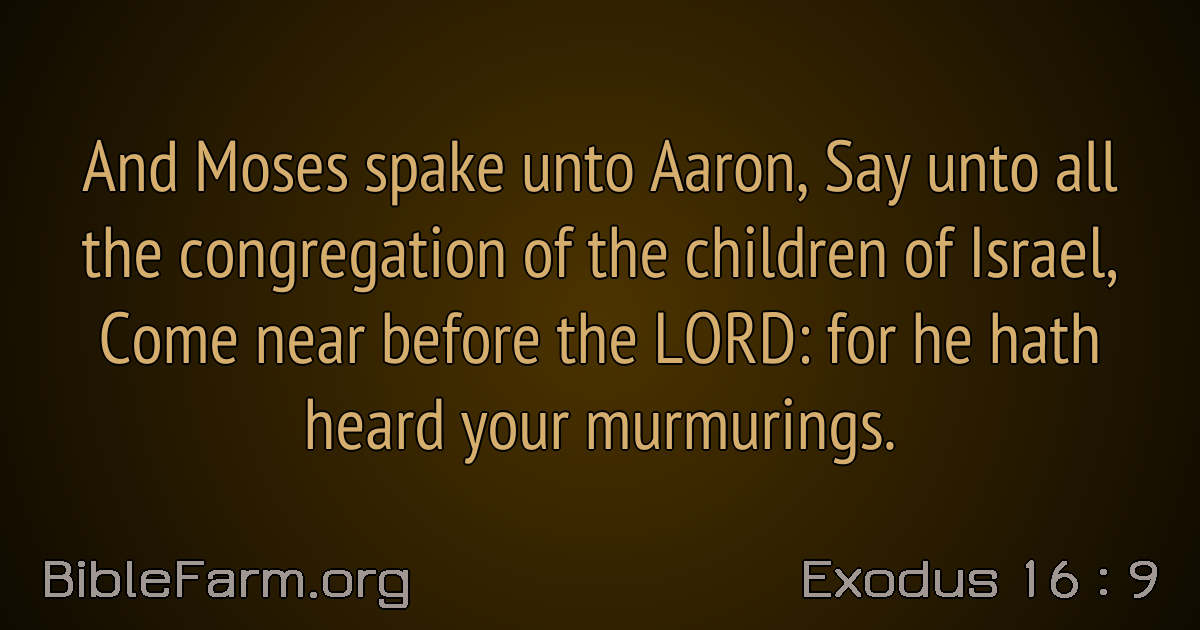 And Moses spake unto Aaron, Say unto all
the congregation of the children of Israel,
Come near before the LORD: for he hath
heard your murmurings.
BibleFarm.org
Exodus 16 : 9